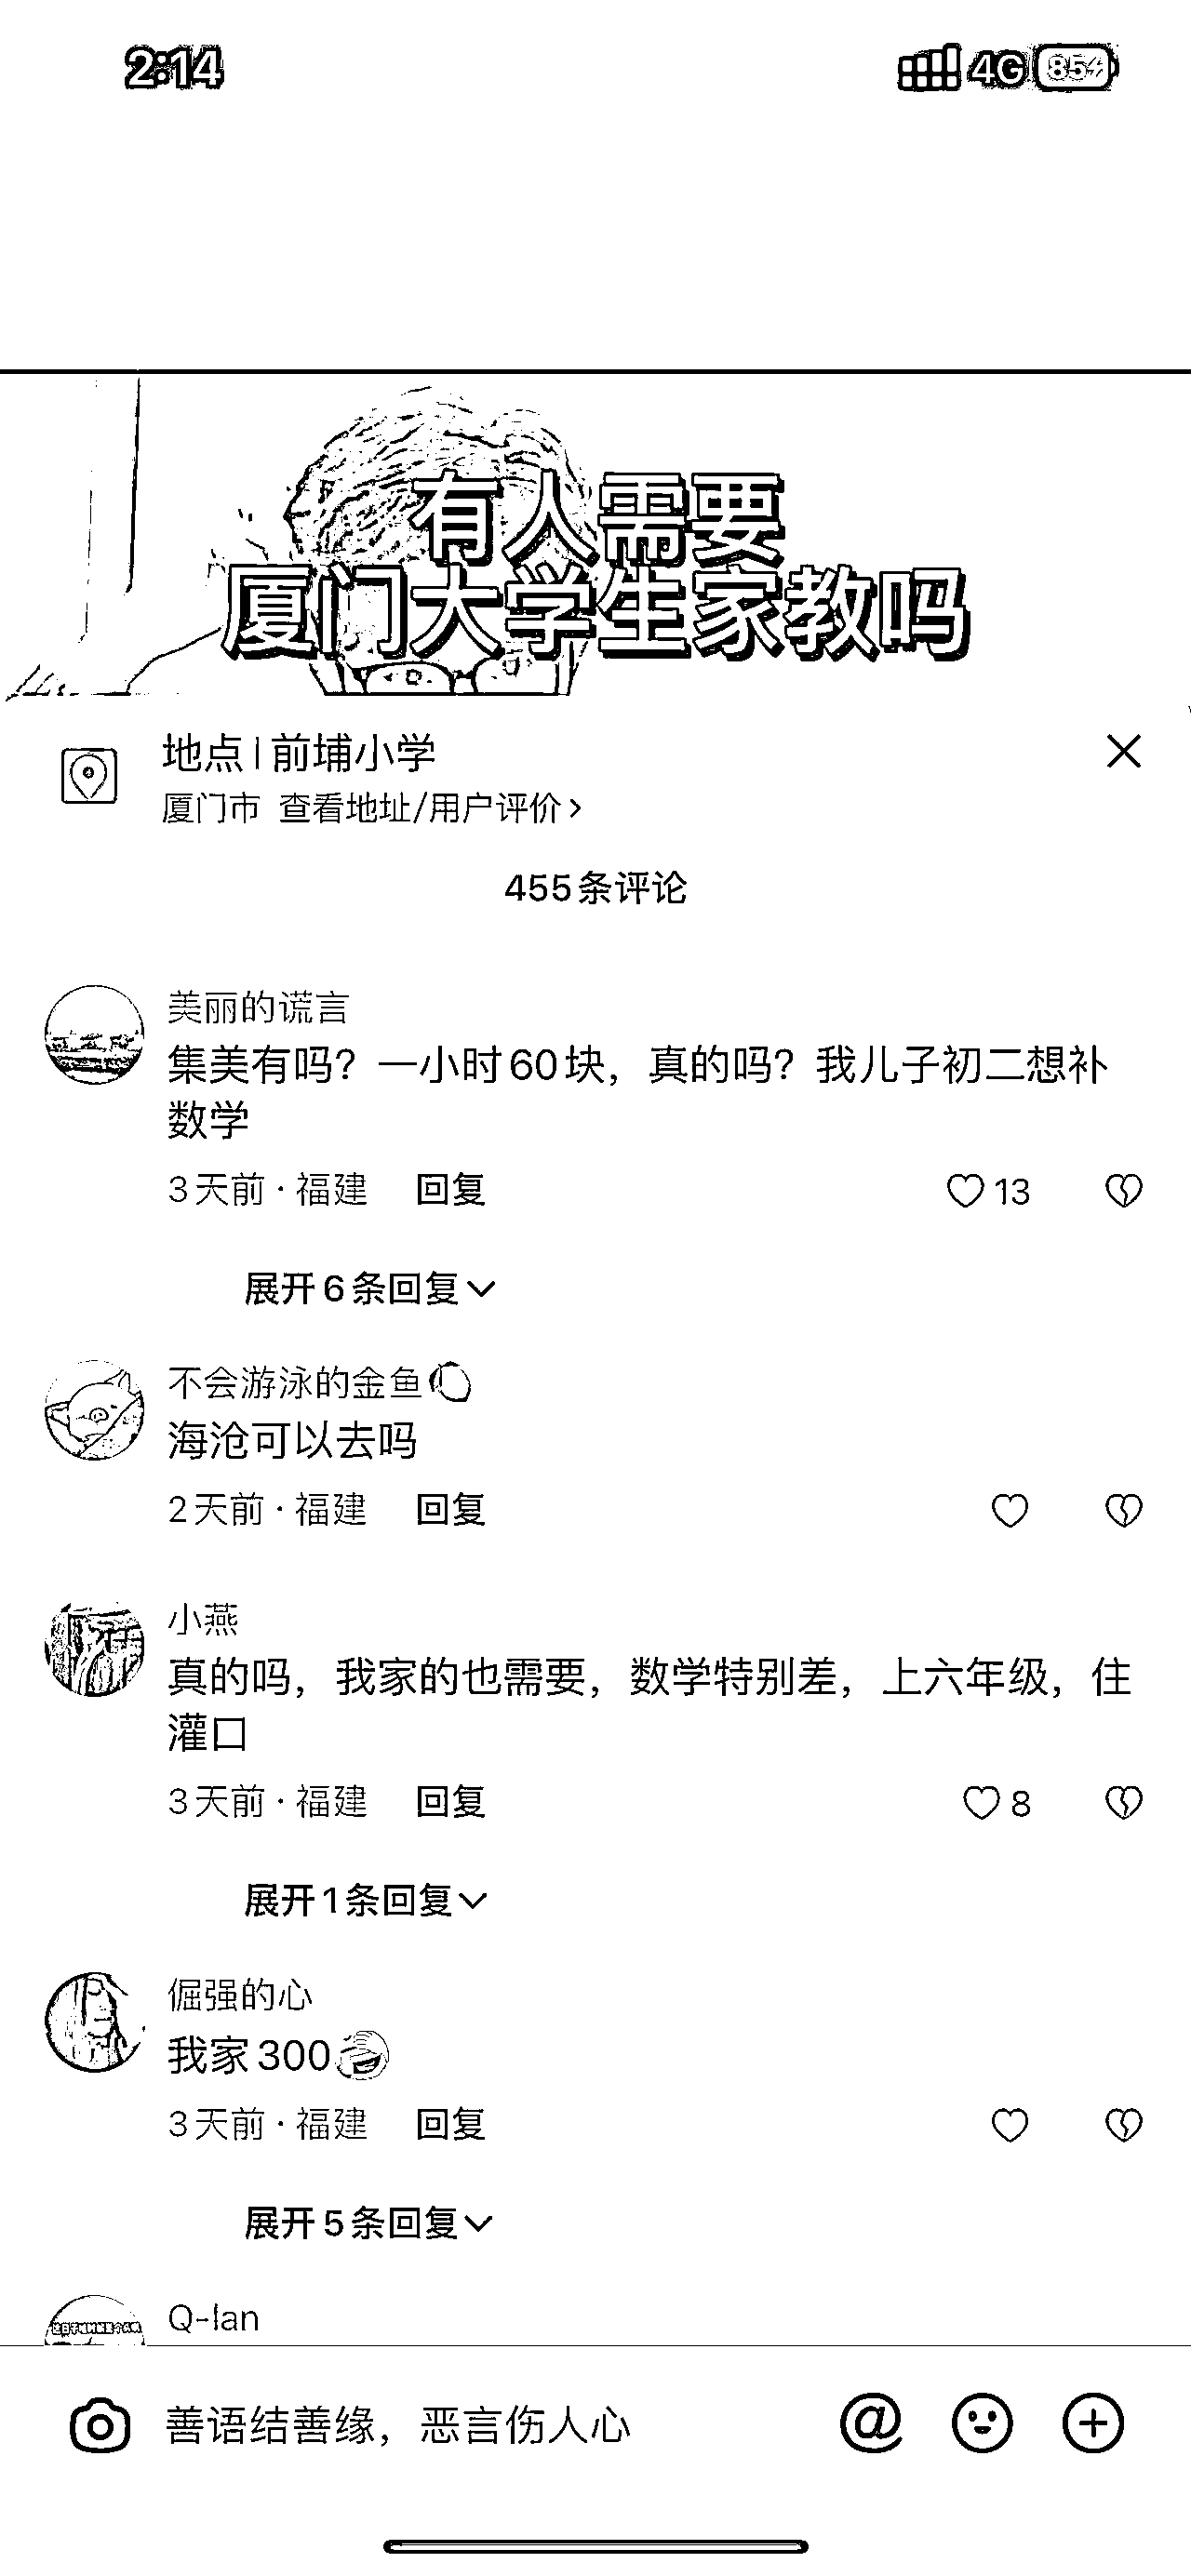 2:14
4G 85
有人需要
厦门大学生家教吗
地点 | 前埔小学
厦门市 查看地址/用户评价
455条评论
美丽的谎言
集美有吗？一小时60块，真的吗？我儿子初二想补
数学
3天前·福建 回复 13
展开6条回复
不会游泳的金鱼
海沧可以去吗
2天前·福建 回复
小燕
真的吗，我家的也需要，数学特别差，上六年级，住
灌口
3天前·福建 回复 8
展开1条回复
倔强的心
我家300
3天前·福建 回复
展开5条回复
Q-lan
善语结善缘，恶言伤人心